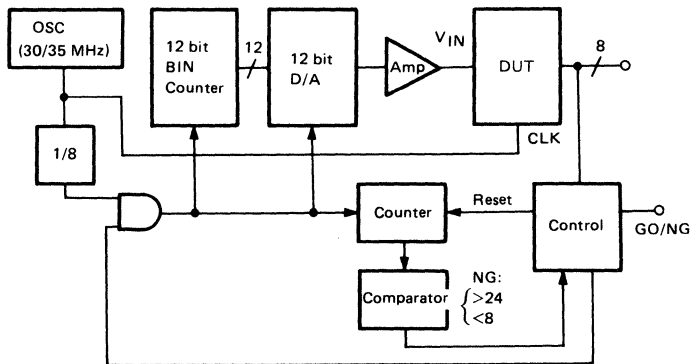 OSC
(30/35 MHz)
12 bit
BIN
Counter
12
12 bit
D/A
Amp
VIN
DUT
8
CLK
1/8
Counter
Reset
Control
GO/NG
Comparator
NG:
>24
<8